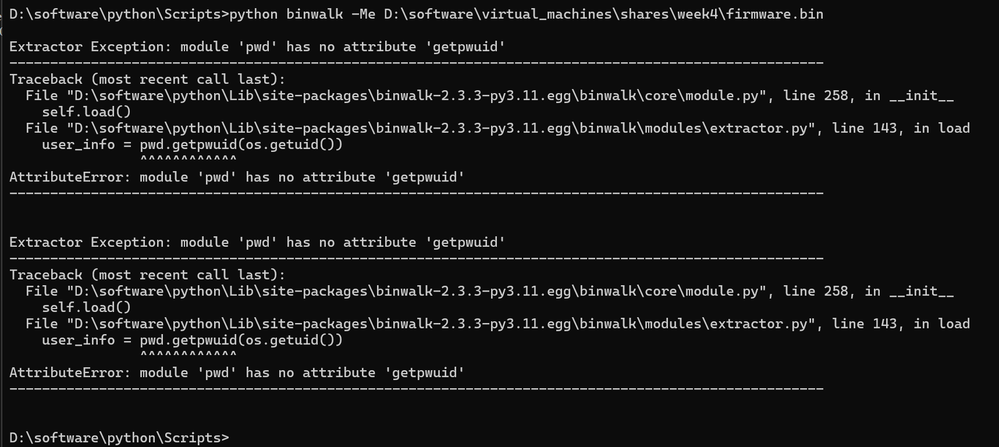 D:\software\python\Scripts>python binwalk -Me D:\software\virtual_machines\shares\week4\firmware.bin
Extractor Exception: module 'pwd' has no attribute 'getpwuid'
----------------------------------------------------------------------------------------------------
Traceback (most recent call last):
  File "D:\software\python\Lib\site-packages\binwalk-2.3.3-py3.11.egg\binwalk\core\module.py", line 258, in __init__
    self.load()
  File "D:\software\python\Lib\site-packages\binwalk-2.3.3-py3.11.egg\binwalk\modules\extractor.py", line 143, in load
    user_info = pwd.getpwuid(os.getuid())
                ^^^^^^^^^^^^
AttributeError: module 'pwd' has no attribute 'getpwuid'
----------------------------------------------------------------------------------------------------
Extractor Exception: module 'pwd' has no attribute 'getpwuid'
----------------------------------------------------------------------------------------------------
Traceback (most recent call last):
  File "D:\software\python\Lib\site-packages\binwalk-2.3.3-py3.11.egg\binwalk\core\module.py", line 258, in __init__
    self.load()
  File "D:\software\python\Lib\site-packages\binwalk-2.3.3-py3.11.egg\binwalk\modules\extractor.py", line 143, in load
    user_info = pwd.getpwuid(os.getuid())
                ^^^^^^^^^^^^
AttributeError: module 'pwd' has no attribute 'getpwuid'
----------------------------------------------------------------------------------------------------
D:\software\python\Scripts>